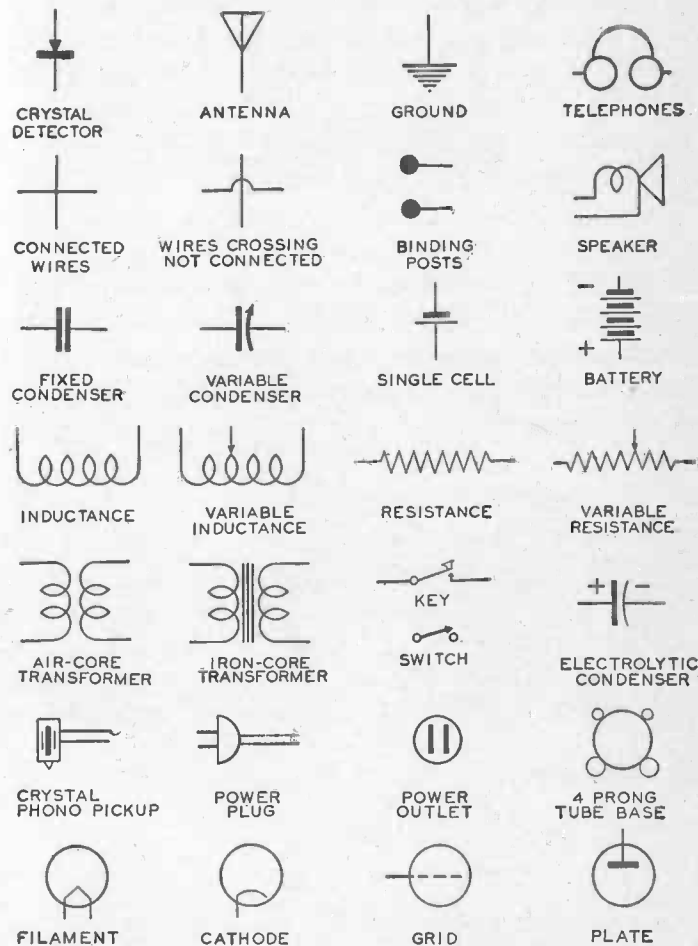 CRYSTAL
DETECTOR
ANTENNA
GROUND
TELEPHONES
CONNECTED
WIRES
WIRES CROSSING
NOT CONNECTED
BINDING
POSTS
SPEAKER
FIXED
CONDENSER
VARIABLE
CONDENSER
SINGLE CELL
-
+
BATTERY
INDUCTANCE
VARIABLE
INDUCTANCE
RESISTANCE
VARIABLE
RESISTANCE
AIR-CORE
TRANSFORMER
IRON-CORE
TRANSFORMER
KEY
SWITCH
+ -
ELECTROLYTIC
CONDENSER
CRYSTAL
PHONO PICKUP
POWER
PLUG
POWER
OUTLET
4 PRONG
TUBE BASE
FILAMENT
CATHODE
GRID
PLATE